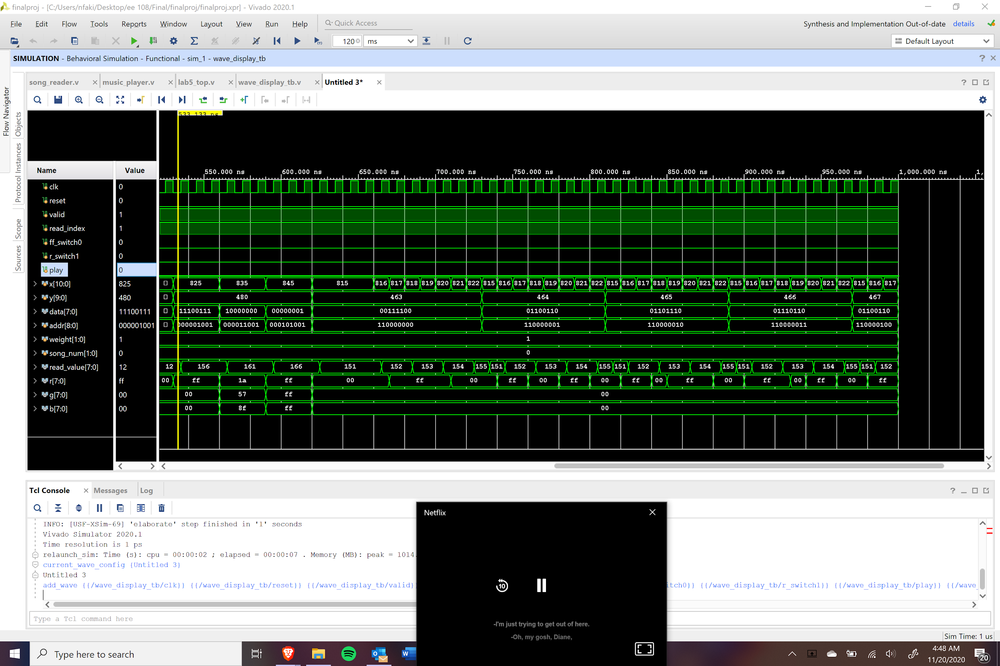 finalproj - [C:/Users/nfaki/Desktop/ee 108/Final/finalproj/finalproj.xpr] - Vivado 2020.1
File Edit Flow Tools Reports Window Layout View Run Help Quick Access
Synthesis and Implementation Out-of-date details
120 ms
Default Layout
SIMULATION - Behavioral Simulation - Functional - sim_1 - wave_display_tb
Flow Navigator
Objects
Protocol Instances
Scope
Sources
song_reader.v music_player.v lab5_top.v wave_display_tb.v Untitled 3*
533.133 ns
Name Value
550.000 ns 600.000 ns 650.000 ns 700.000 ns 750.000 ns 800.000 ns 850.000 ns 900.000 ns 950.000 ns 1,000.000 ns 1,
clk 0
reset 0
valid 1
read_index 1
ff_switch0 0
r_switch1 0
play 0
x[10:0] 825 825 835 845 815 816 817 818 819 820 821 822 815 816 817 818 819 820 821 822 815 816 817 818 819 820 821 822 815 816 817 818 819 820 821 822 815 816 817
y[9:0] 480 480 463 464 465 466 467
data[7:0] 11100111 11100111 10000000 00000001 00111100 01100110 01101110 01110110 01100110
addr[8:0] 000001001 000001001 000011001 000101001 110000000 110000001 110000010 110000011 110000100
weight[1:0] 1 1
song_num[1:0] 0 0
read_value[7:0] 12 12 156 161 166 151 152 153 154 155 151 152 153 154 155 151 152 153 154 155 151 152 153 154 155 151 152
r[7:0] ff 00 ff 1a ff 00 ff 00 ff 00 ff 00 ff 00 ff 00 ff 00 ff 00 ff
g[7:0] 00 00 57 ff 00
b[7:0] 00 00 8f ff 00
Tcl Console Messages Log
INFO: [USF-XSim-69] 'elaborate' step finished in '1' seconds
Vivado Simulator 2020.1
Time resolution is 1 ps
relaunch_sim: Time (s): cpu = 00:00:02 ; elapsed = 00:00:07 . Memory (MB): peak = 1014.
current_wave_config {Untitled 3}
Untitled 3
add_wave {{/wave_display_tb/clk}} {{/wave_display_tb/reset}} {{/wave_display_tb/valid} itch0}} {{/wave_display_tb/r_switch1}} {{/wave_display_tb/play}} {{/wave_
Type a Tcl command here
Netflix
10
-I'm just trying to get out of here.
-Oh, my gosh, Diane,
Sim Time: 1 us
Type here to search
4:48 AM
11/20/2020
20